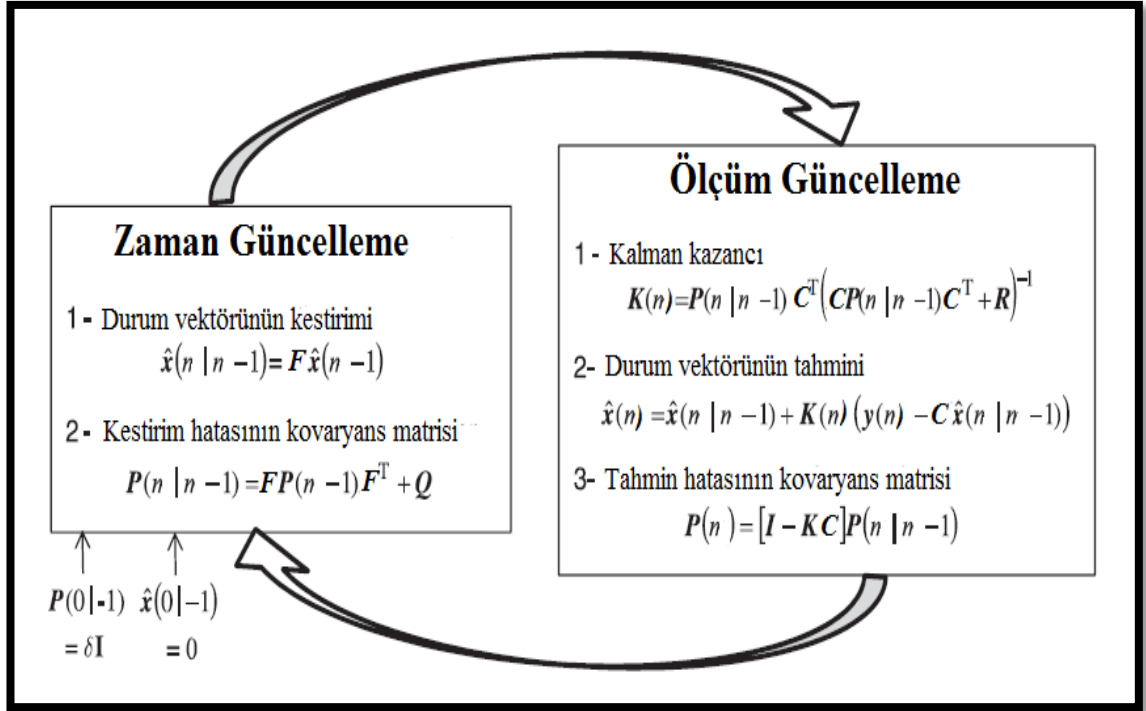 Zaman Güncelleme
1- Durum vektörünün kestirimi
x̂(n | n −1)= Fx̂(n −1)
2- Kestirim hatasının kovaryans matrisi
P(n | n −1) =FP(n −1)Fᵀ +Q
P(0|-1) x̂(0|−1)
= δI = 0
Ölçüm Güncelleme
1- Kalman kazancı
K(n)=P(n | n −1) Cᵀ(CP(n | n −1)Cᵀ +R)⁻¹
2- Durum vektörünün tahmini
x̂(n) =x̂(n | n −1)+ K(n) (y(n) − C x̂(n | n −1))
3- Tahmin hatasının kovaryans matrisi
P(n )=[I −KC]P(n | n −1)